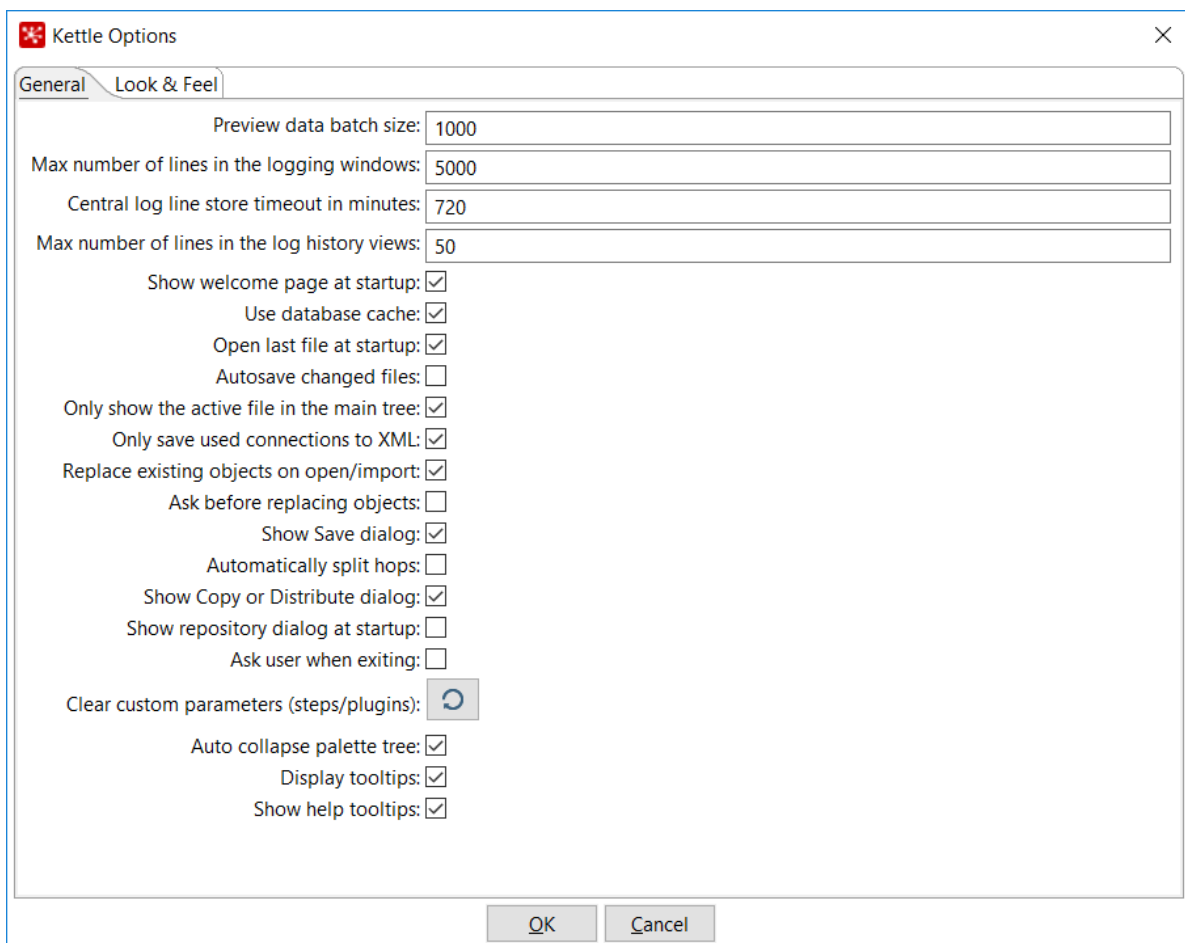 Kettle Options
General Look & Feel
Preview data batch size: 1000
Max number of lines in the logging windows: 5000
Central log line store timeout in minutes: 720
Max number of lines in the log history views: 50
Show welcome page at startup:
Use database cache:
Open last file at startup:
Autosave changed files:
Only show the active file in the main tree:
Only save used connections to XML:
Replace existing objects on open/import:
Ask before replacing objects:
Show Save dialog:
Automatically split hops:
Show Copy or Distribute dialog:
Show repository dialog at startup:
Ask user when exiting:
Clear custom parameters (steps/plugins):
Auto collapse palette tree:
Display tooltips:
Show help tooltips:
OK Cancel